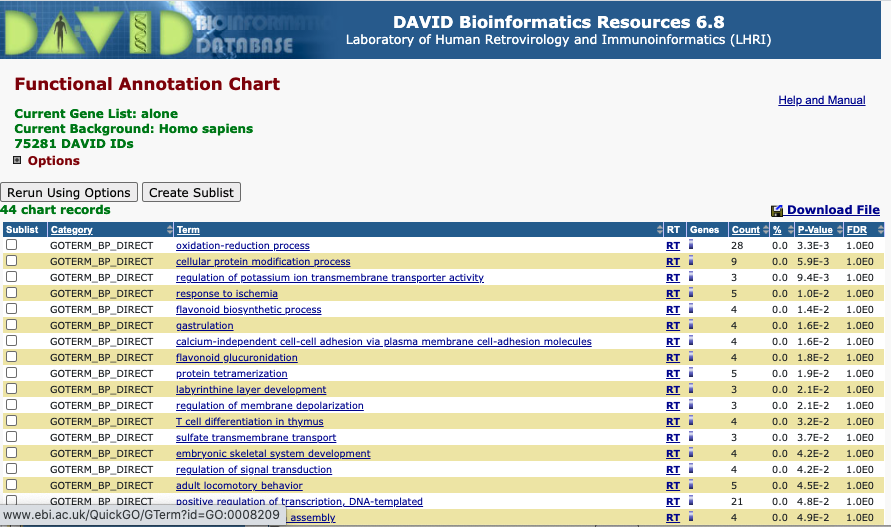 DAVID BIOINFORMATICS DATABASE
DAVID Bioinformatics Resources 6.8
Laboratory of Human Retrovirology and Immunoinformatics (LHRI)
Functional Annotation Chart
Help and Manual
Current Gene List: alone
Current Background: Homo sapiens
75281 DAVID IDs
Options
Rerun Using Options Create Sublist
44 chart records Download File
Sublist Category Term RT Genes Count % P-Value FDR
GOTERM_BP_DIRECT oxidation-reduction process RT 28 0.0 3.3E-3 1.0E0
GOTERM_BP_DIRECT cellular protein modification process RT 9 0.0 5.9E-3 1.0E0
GOTERM_BP_DIRECT regulation of potassium ion transmembrane transporter activity RT 3 0.0 9.4E-3 1.0E0
GOTERM_BP_DIRECT response to ischemia RT 5 0.0 1.0E-2 1.0E0
GOTERM_BP_DIRECT flavonoid biosynthetic process RT 4 0.0 1.4E-2 1.0E0
GOTERM_BP_DIRECT gastrulation RT 4 0.0 1.6E-2 1.0E0
GOTERM_BP_DIRECT calcium-independent cell-cell adhesion via plasma membrane cell-adhesion molecules RT 4 0.0 1.6E-2 1.0E0
GOTERM_BP_DIRECT flavonoid glucuronidation RT 4 0.0 1.8E-2 1.0E0
GOTERM_BP_DIRECT protein tetramerization RT 5 0.0 1.9E-2 1.0E0
GOTERM_BP_DIRECT labyrinthine layer development RT 3 0.0 2.1E-2 1.0E0
GOTERM_BP_DIRECT regulation of membrane depolarization RT 3 0.0 2.1E-2 1.0E0
GOTERM_BP_DIRECT T cell differentiation in thymus RT 4 0.0 3.2E-2 1.0E0
GOTERM_BP_DIRECT sulfate transmembrane transport RT 3 0.0 3.7E-2 1.0E0
GOTERM_BP_DIRECT embryonic skeletal system development RT 4 0.0 4.2E-2 1.0E0
GOTERM_BP_DIRECT regulation of signal transduction RT 4 0.0 4.2E-2 1.0E0
GOTERM_BP_DIRECT adult locomotory behavior RT 5 0.0 4.5E-2 1.0E0
GOTERM_BP_DIRECT positive regulation of transcription, DNA-templated RT 21 0.0 4.8E-2 1.0E0
www.ebi.ac.uk/QuickGO/GTerm?id=GO:0008209 assembly RT 4 0.0 4.9E-2 1.0E0